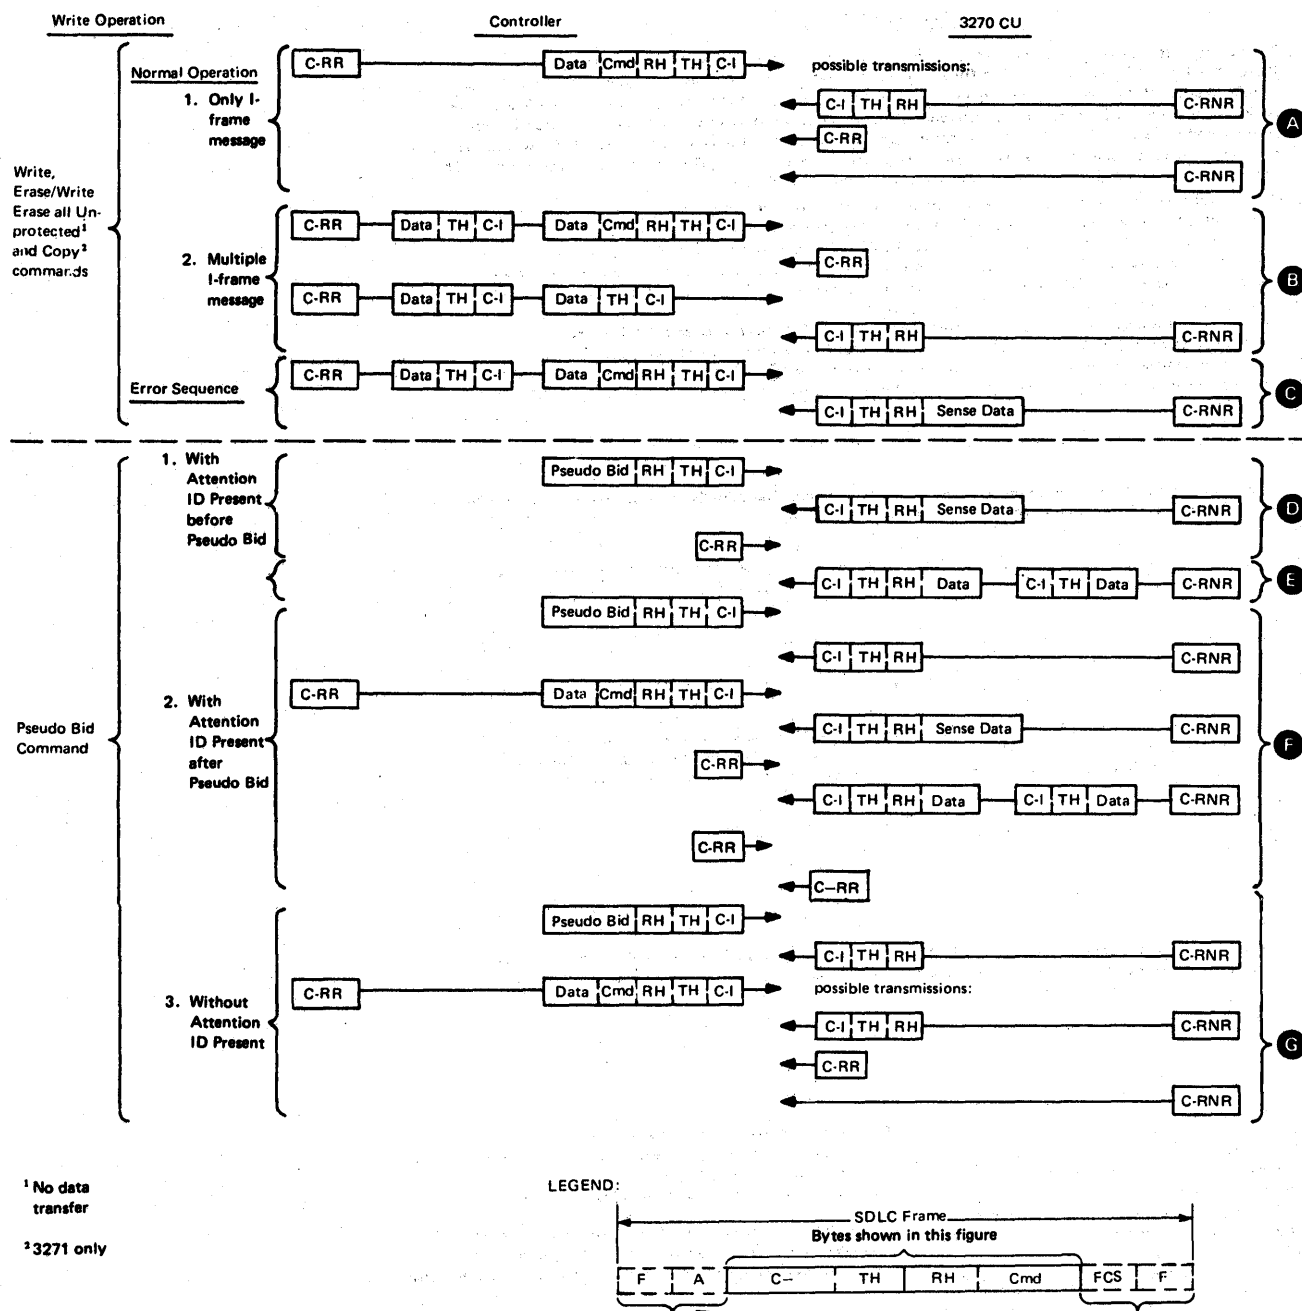 Write Operation Controller 3270 CU
Normal Operation
1. Only I-
frame
message
C-RR Data Cmd RH TH C-I possible transmissions:
C-I TH RH C-RNR
C-RR
C-RNR
A
Write,
Erase/Write
Erase all Un-
protected¹
and Copy²
commands
2. Multiple
I-frame
message
C-RR Data TH C-I Data Cmd RH TH C-I
C-RR
C-RR Data TH C-I Data TH C-I
C-I TH RH C-RNR
B
Error Sequence
C-RR Data TH C-I Data Cmd RH TH C-I
C-I TH RH Sense Data C-RNR
C
Pseudo Bid
Command
1. With
Attention
ID Present
before
Pseudo Bid
Pseudo Bid RH TH C-I
C-I TH RH Sense Data C-RNR
C-RR
D
C-I TH RH Data C-I TH Data C-RNR
E
2. With
Attention
ID Present
after
Pseudo Bid
Pseudo Bid RH TH C-I
C-I TH RH C-RNR
C-RR Data Cmd RH TH C-I
C-I TH RH Sense Data C-RNR
C-RR
C-I TH RH Data C-I TH Data C-RNR
C-RR
C-RR
F
3. Without
Attention
ID Present
Pseudo Bid RH TH C-I
C-I TH RH C-RNR
C-RR Data Cmd RH TH C-I possible transmissions:
C-I TH RH C-RNR
C-RR
C-RNR
G
¹ No data
transfer
² 3271 only
LEGEND:
SDLC Frame
Bytes shown in this figure
F A C- TH RH Cmd FCS F